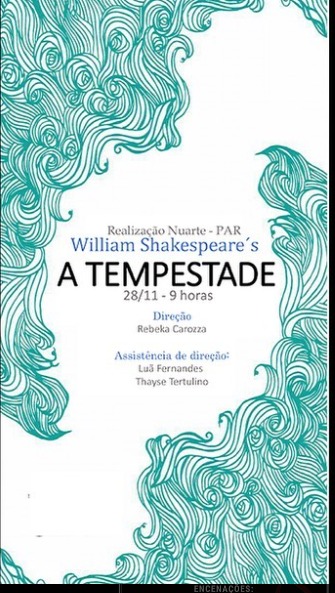 Realização Nuarte - PAR
William Shakespeare´s
A TEMPESTADE
28/11 - 9 horas
Direção
Rebeka Carozza
Assistência de direção:
Luã Fernandes
Thayse Tertulino
ENCENAÇÕES: